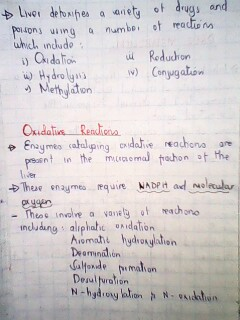 → Liver detoxifies a variety of drugs and
poisons using a number of reactions
which include:
i) Oxidation ii) Reduction
iii) Hydrolysis iv) Conjugation
v) Methylation
Oxidative Reactions
→ Enzymes catalysing oxidative reactions are
present in the microsomal fraction of the
liver
→ These enzymes require NADPH and molecular
oxygen
- These involve a variety of reactions
including: aliphatic oxidation
Aromatic hydroxylation
Deamination
Sulfoxide formation
Desulfuration
N-hydroxylation & N-oxidation